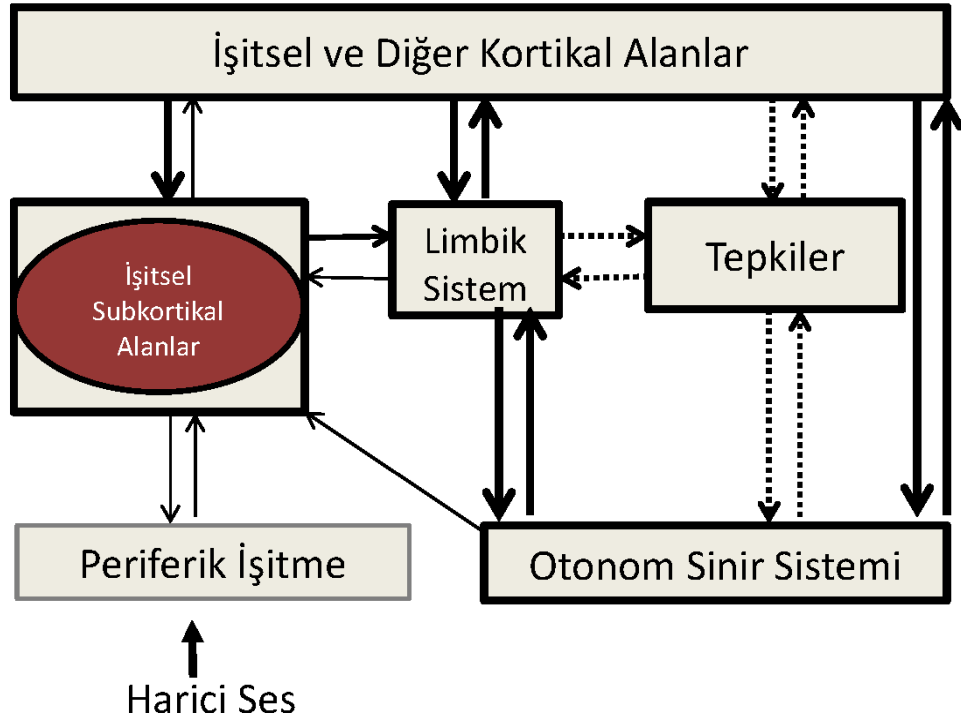 İşitsel ve Diğer Kortikal Alanlar
İşitsel
Subkortikal
Alanlar
Limbik
Sistem
Tepkiler
Periferik İşitme
Otonom Sinir Sistemi
Harici Ses